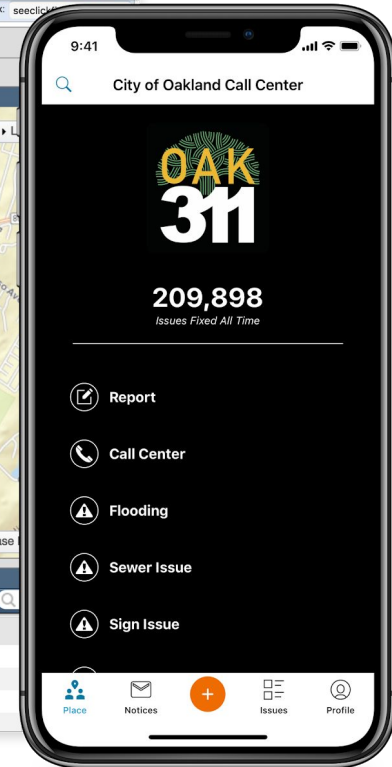 9:41
City of Oakland Call Center
OAK
311
209,898
Issues Fixed All Time
Report
Call Center
Flooding
Sewer Issue
Sign Issue
Place
Notices
Issues
Profile